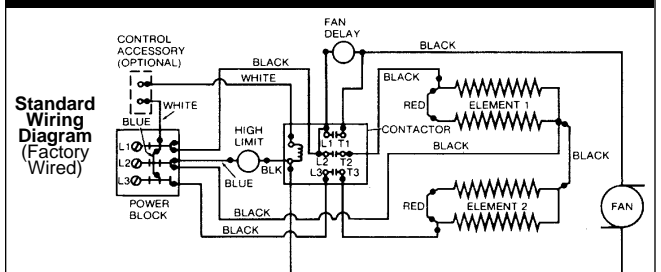 FAN
DELAY
CONTROL
ACCESSORY
(OPTIONAL)
BLACK
BLACK
WHITE
BLACK
Standard
Wiring
Diagram
(Factory
Wired)
WHITE
RED
ELEMENT 1
BLUE
HIGH
LIMIT
CONTACTOR
L1
L1 T1
L2
BLK
L2 T2
BLACK
L3
BLUE
L3 T3
POWER
BLOCK
BLACK
RED
ELEMENT 2
FAN
BLACK